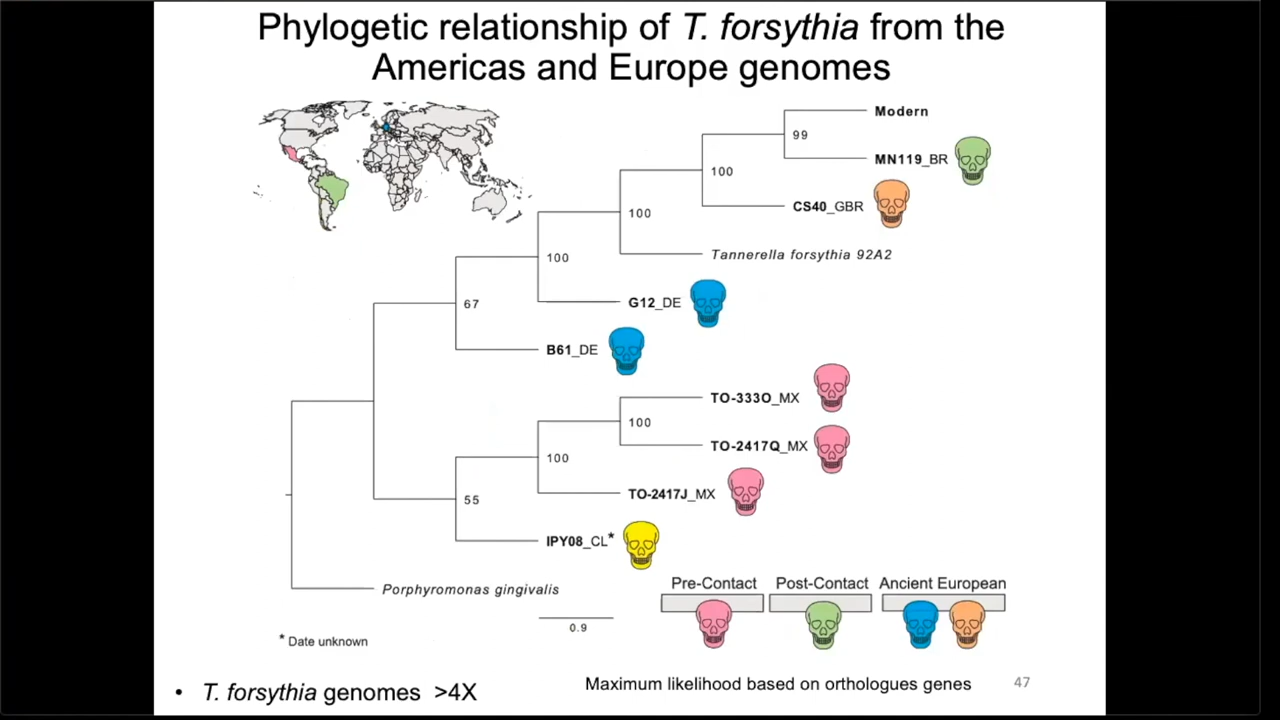 Phylogetic relationship of T. forsythia from the
Americas and Europe genomes
Modern
99
MN119_BR
100
CS40_GBR
100
Tannerella forsythia 92A2
100
G12_DE
67
B61_DE
TO-333O_MX
100
TO-2417Q_MX
100
TO-2417J_MX
55
IPY08_CL*
Porphyromonas gingivalis
Pre-Contact Post-Contact Ancient European
0.9
* Date unknown
• T. forsythia genomes >4X
Maximum likelihood based on orthologues genes
47